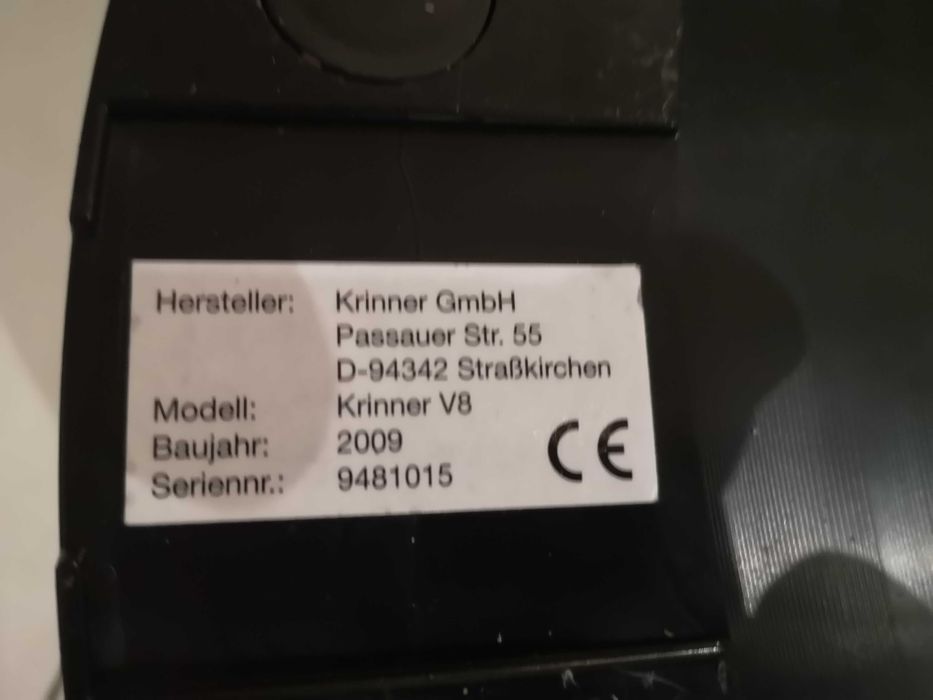 Hersteller: Krinner GmbH
Passauer Str. 55
D-94342 Straßkirchen
Modell: Krinner V8
Baujahr: 2009
Seriennr.: 9481015
CE